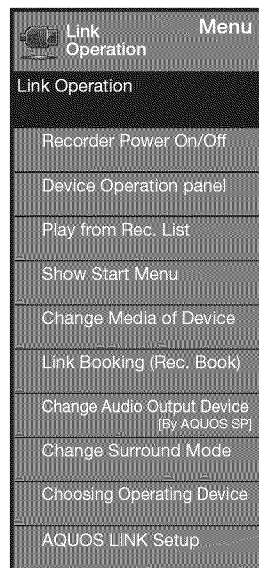 Link
Operation
Menu
Link Operation
Recorder Power On/Off
Device Operation panel
Play from Rec. List
Show Start Menu
Change Media of Device
Link Booking (Rec. Book)
Change Audio Output Device
[By AQUOS SP]
Change Surround Mode
Choosing Operating Device
AQUOS LINK Setup